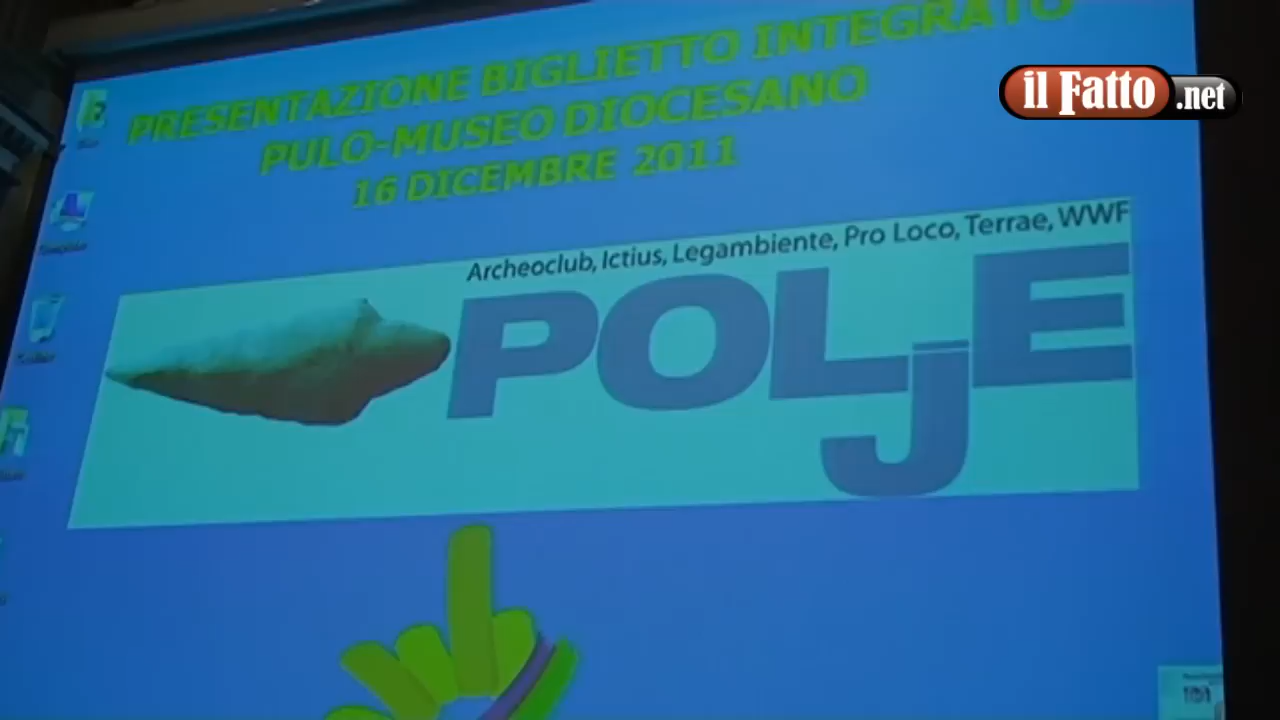 PRESENTAZIONE BIGLIETTO INTEGRATO
PULO-MUSEO DIOCESANO
16 DICEMBRE 2011
il Fatto .net
Archeoclub, Ictius, Legambiente, Pro Loco, Terrae, WWF
POLJE